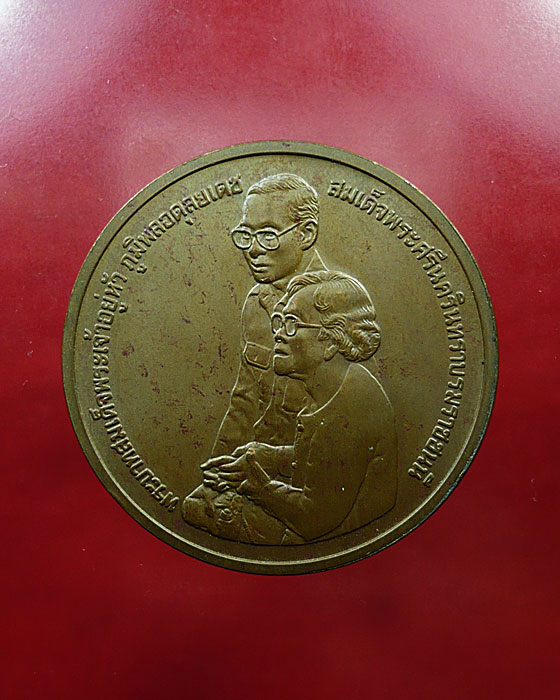 พระบาทสมเด็จพระเจ้าอยู่หัว ภูมิพลอดุลยเดช
สมเด็จพระศรีนครินทราบรมราชชนนี